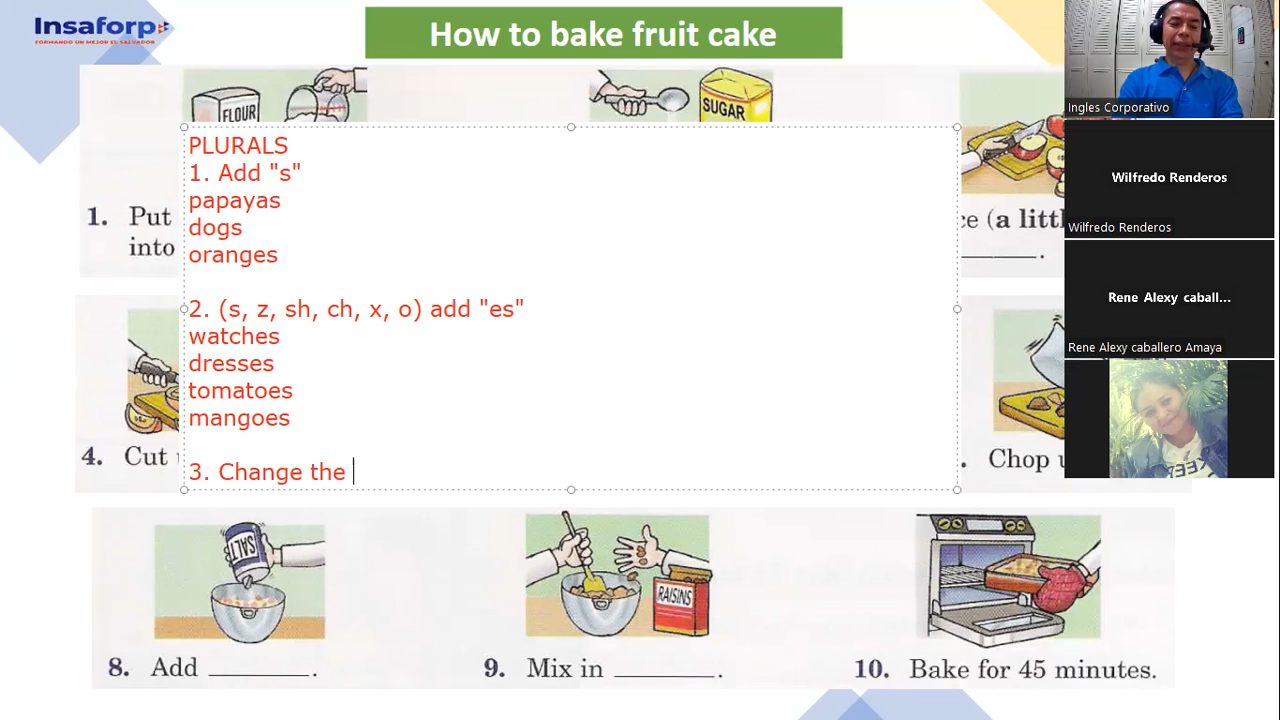 Insaforp
FORMANDO UN MEJOR EL SALVADOR
How to bake fruit cake
FLOUR
SUGAR
Ingles Corporativo
PLURALS
1. Add "s"
papayas
dogs
oranges
2. (s, z, sh, ch, x, o) add "es"
watches
dresses
tomatoes
mangoes
3. Change the
1. Put
into
(a
Wilfredo Renderos
Wilfredo Renderos
Rene Alexy caball...
Rene Alexy caballero Amaya
4. Cut
Chop
SALT
RAISINS
8. Add ________.
9. Mix in ________.
10. Bake for 45 minutes.